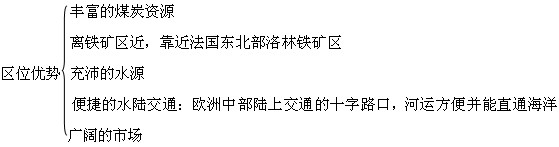 丰富的煤炭资源
离铁矿区近，靠近法国东北部洛林铁矿区
区位优势
充沛的水源
便捷的水陆交通：欧洲中部陆上交通的十字路口，河运方便并能直通海洋
广阔的市场